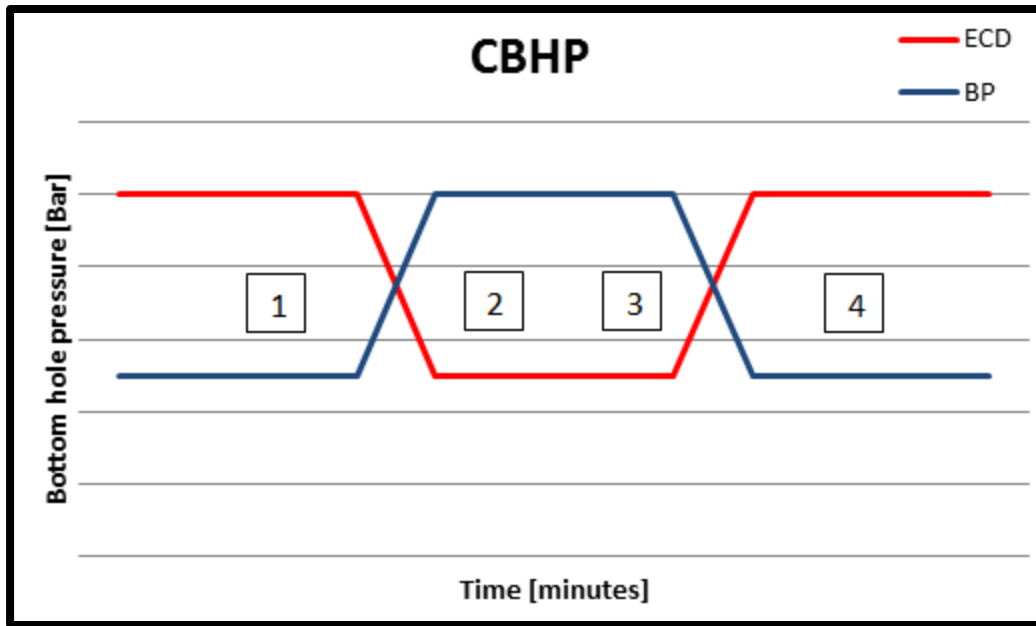 CBHP
ECD
BP
Bottom hole pressure [Bar]
1
2
3
4
Time [minutes]